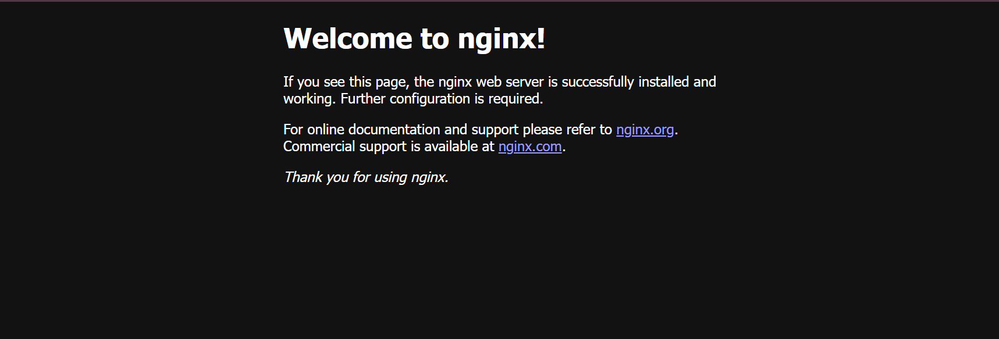 Welcome to nginx!
If you see this page, the nginx web server is successfully installed and
working. Further configuration is required.
For online documentation and support please refer to nginx.org.
Commercial support is available at nginx.com.
Thank you for using nginx.